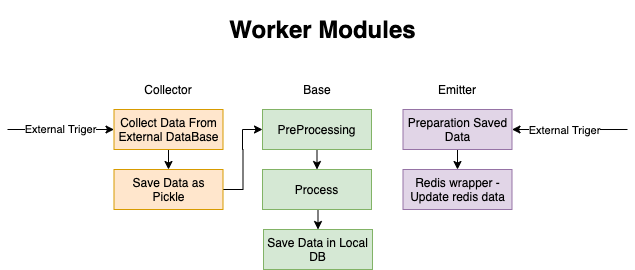 Worker Modules
Collector
Base
Emitter
External Triger
Collect Data From
External DataBase
PreProcessing
Preparation Saved
Data
External Triger
Save Data as
Pickle
Process
Redis wrapper -
Update redis data
Save Data in Local
DB